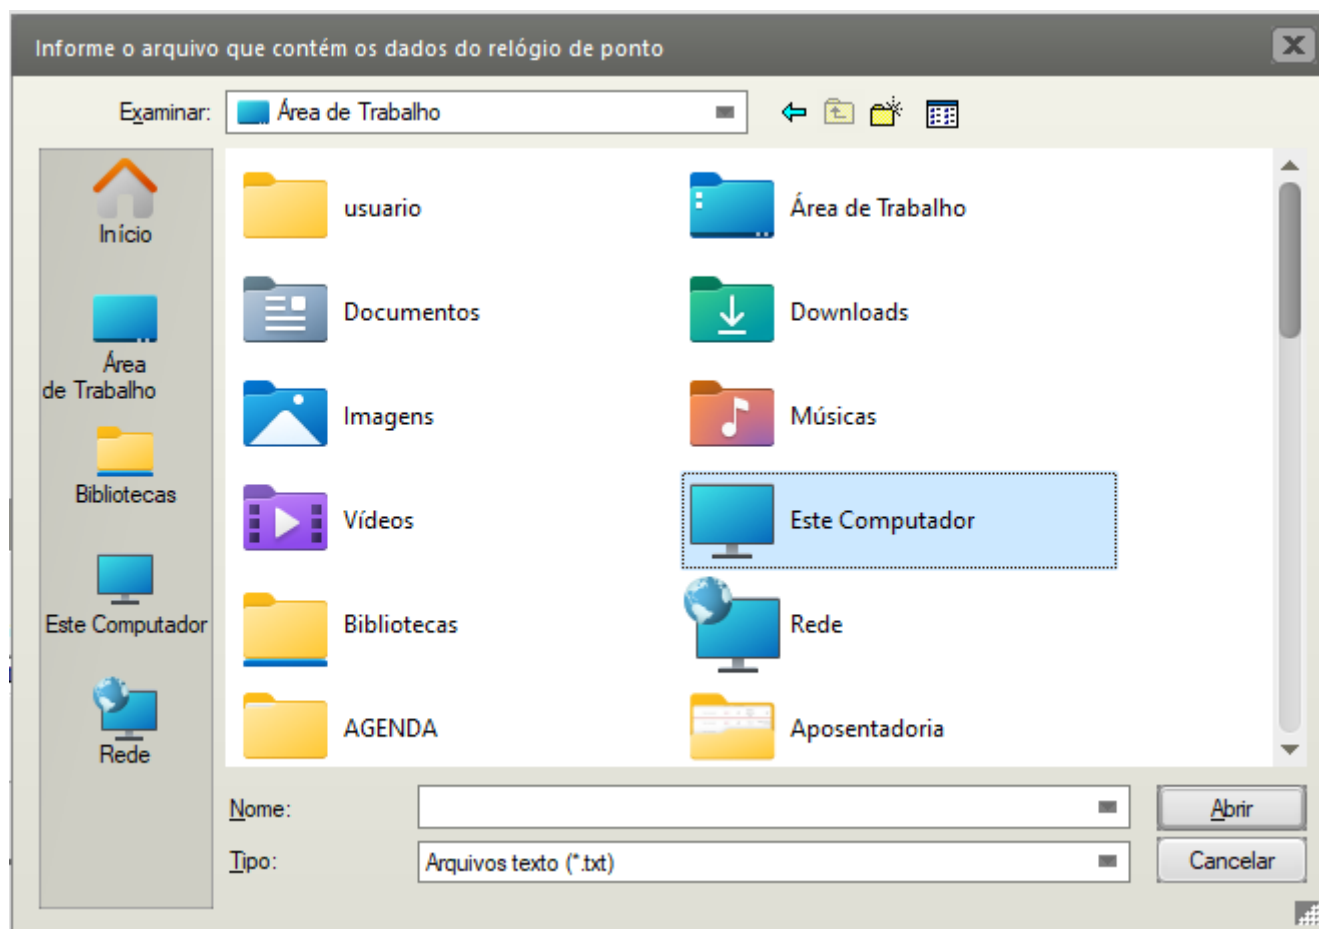 Informe o arquivo que contém os dados do relógio de ponto
Examinar:
Área de Trabalho
Início
Área
de Trabalho
Bibliotecas
Este Computador
Rede
usuario
Área de Trabalho
Documentos
Downloads
Imagens
Músicas
Vídeos
Este Computador
Bibliotecas
Rede
AGENDA
Aposentadoria
Nome:
Abrir
Tipo:
Arquivos texto (*.txt)
Cancelar